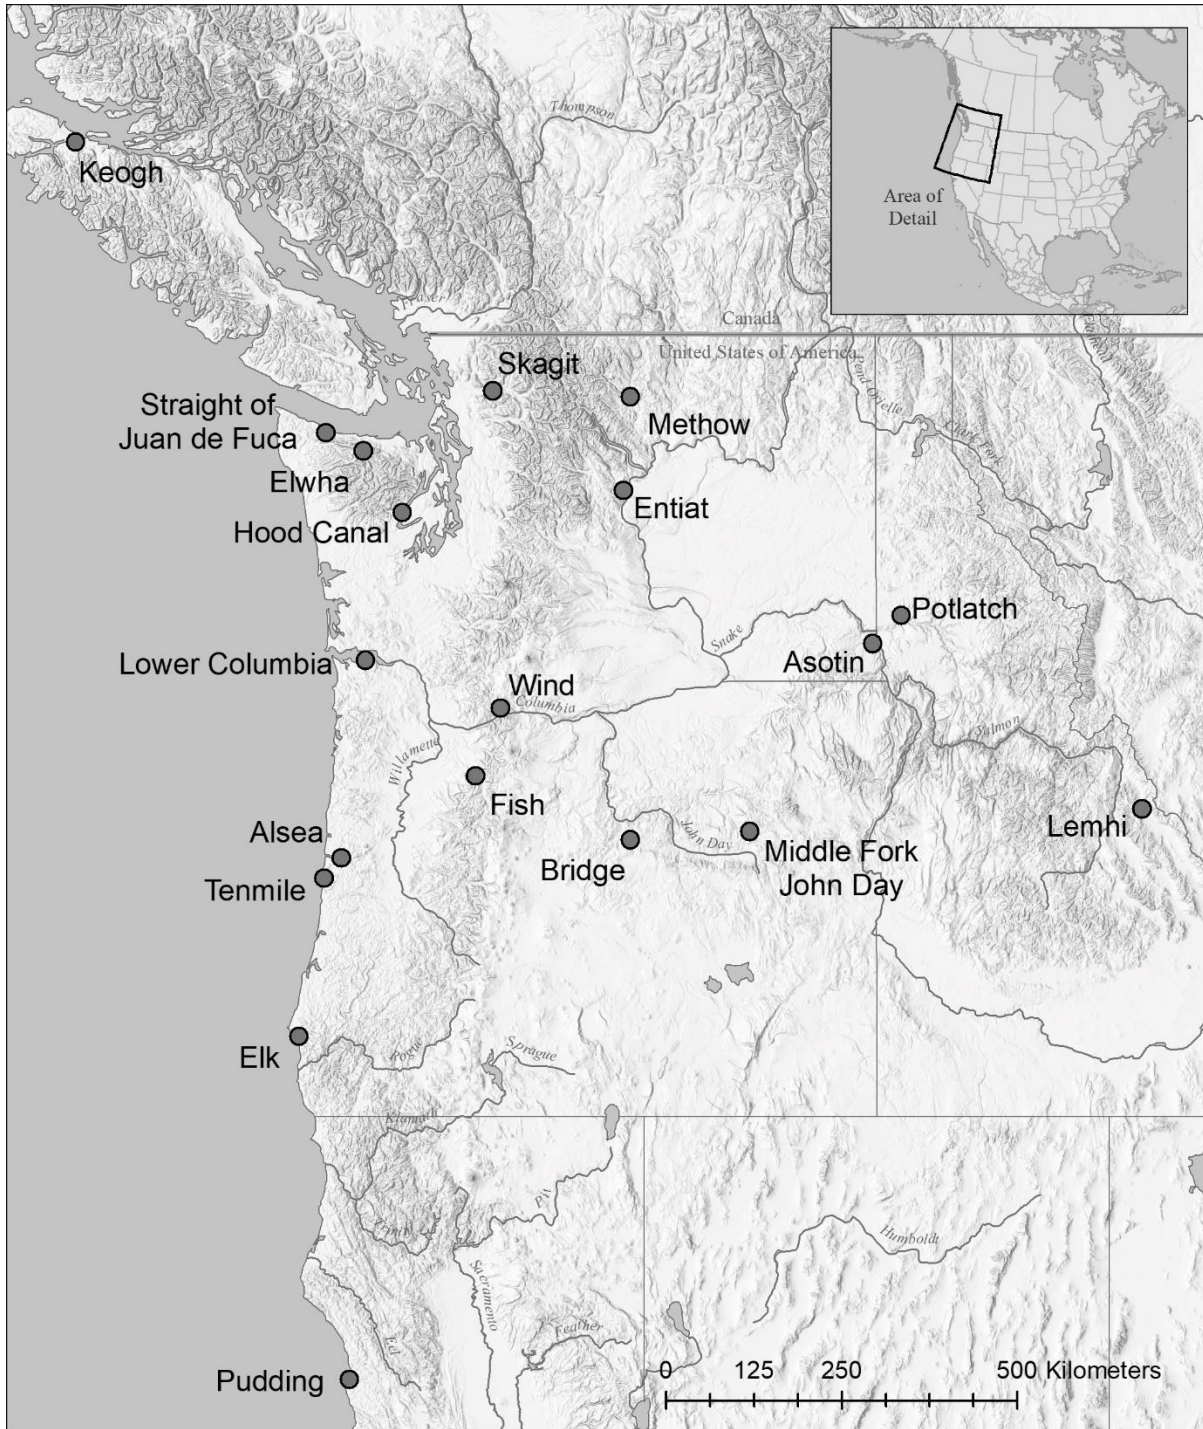 Thompson
Keogh
Area of
Detail
Fraser
Canada
United States of America
Skagit
Straight of
Juan de Fuca
Methow
Pend Orielle
Clark Fork
Elwha
Entiat
Hood Canal
Potlatch
Snake
Asotin
Lower Columbia
Wind
Columbia
Salmon
Willamette
Fish
Lemhi
Alsea
John Day
Bridge
Middle Fork
John Day
Tenmile
Elk
Rogue
Sprague
Klamath
Pit
Humboldt
Sacramento
Feather
Eel
Pudding
0 125 250 500 Kilometers